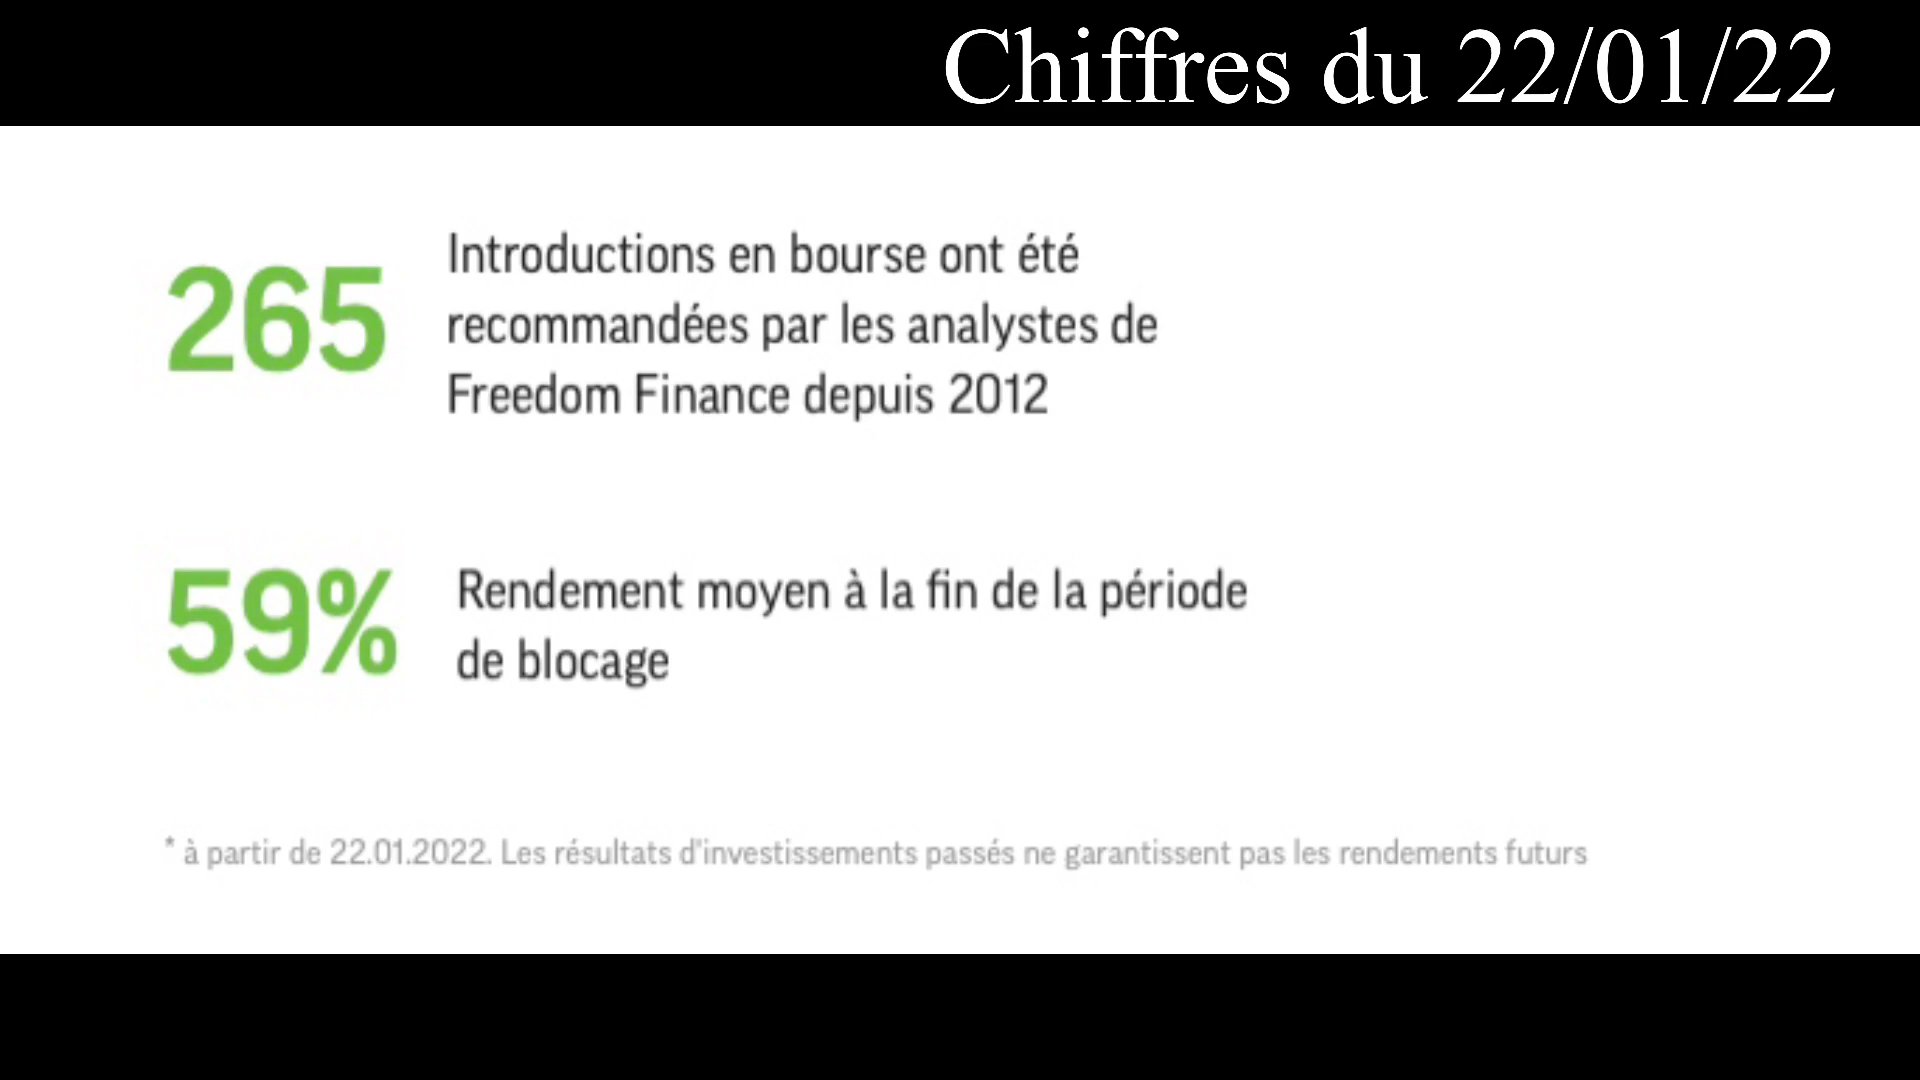 Chiffres du 22/01/22
265
Introductions en bourse ont été
recommandées par les analystes de
Freedom Finance depuis 2012
59%
Rendement moyen à la fin de la période
de blocage
* à partir de 22.01.2022. Les résultats d'investissements passés ne garantissent pas les rendements futurs